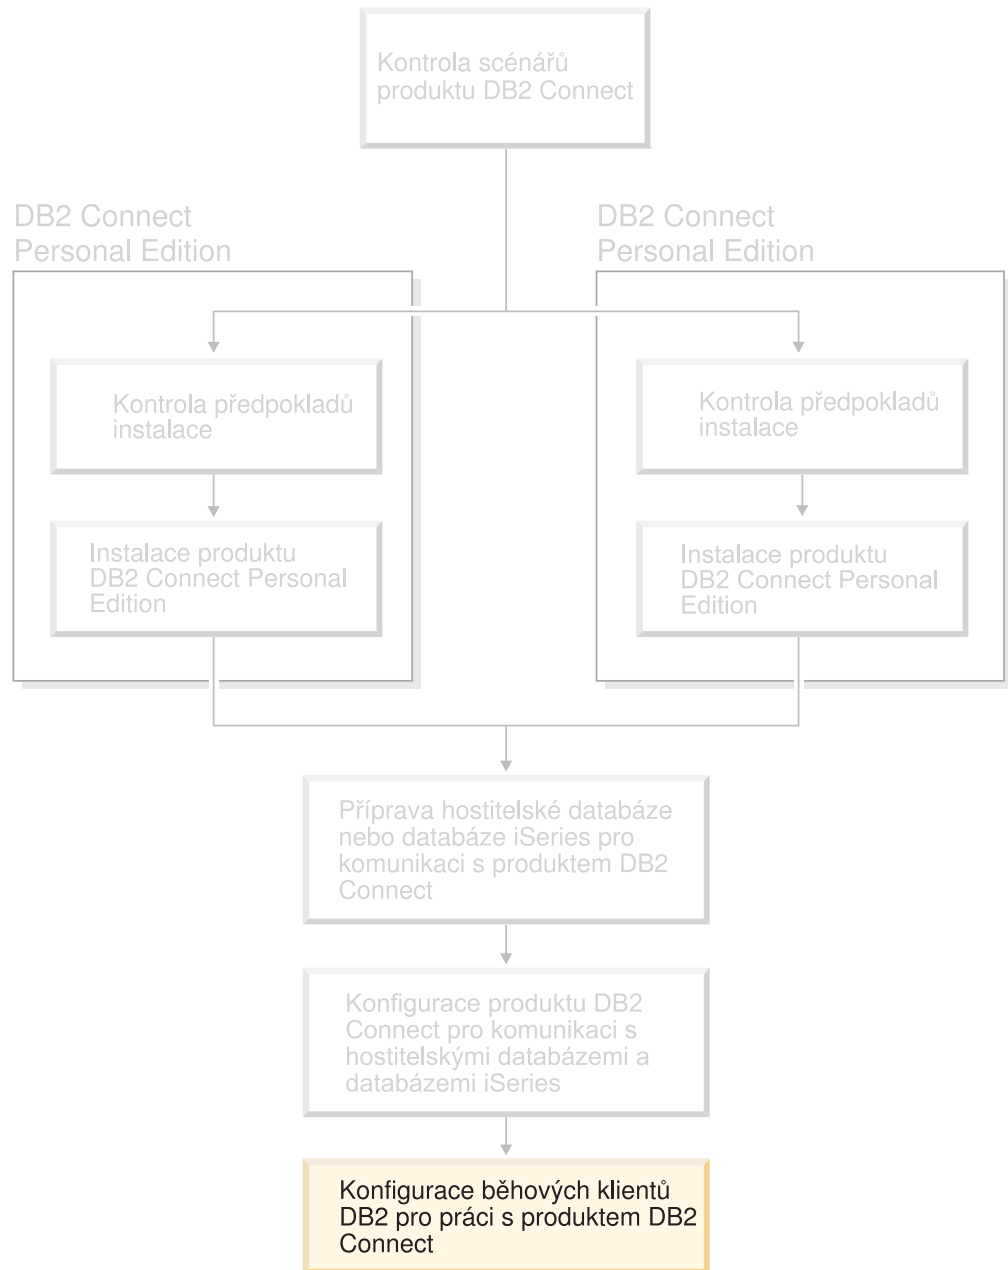 Kontrola scénářů
produktu DB2 Connect
DB2 Connect
Personal Edition
Kontrola předpokladů
instalace
Instalace produktu
DB2 Connect Personal
Edition
DB2 Connect
Personal Edition
Kontrola předpokladů
instalace
Instalace produktu
DB2 Connect Personal
Edition
Příprava hostitelské databáze
nebo databáze iSeries pro
komunikaci s produktem DB2
Connect
Konfigurace produktu DB2
Connect pro komunikaci s
hostitelskými databázemi a
databázemi iSeries
Konfigurace běhových klientů
DB2 pro práci s produktem DB2
Connect